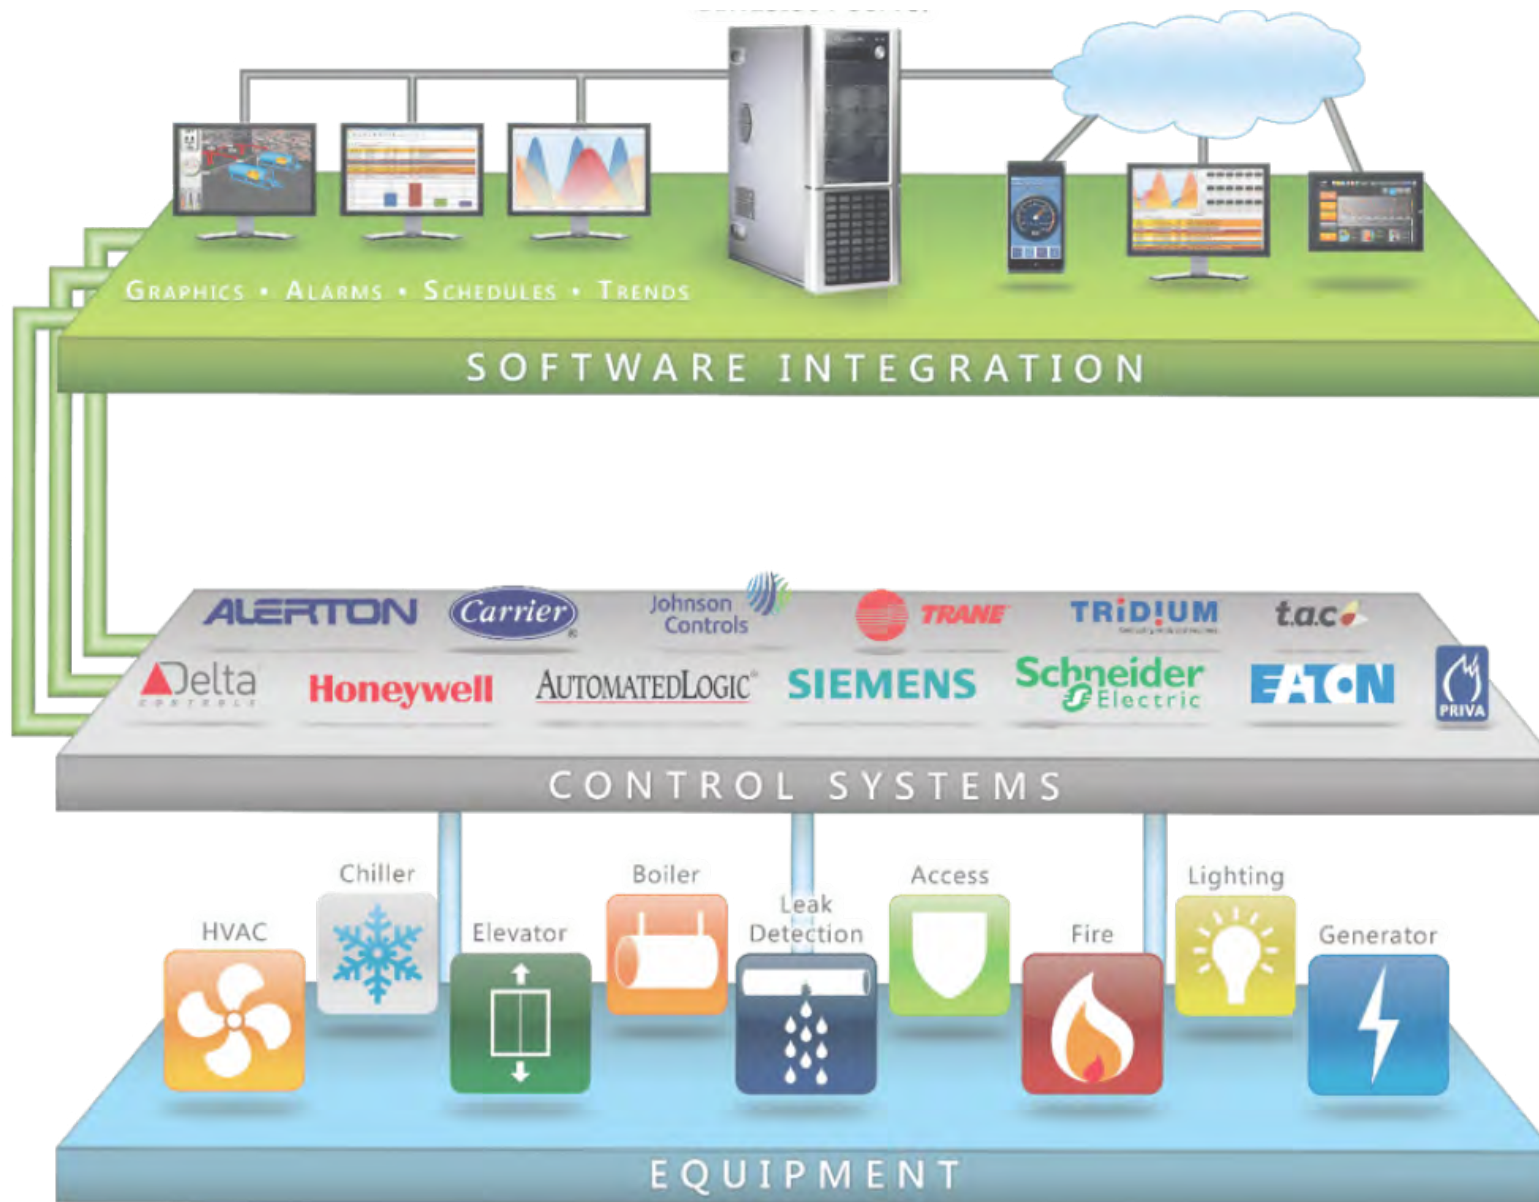 GRAPHICS • ALARMS • SCHEDULES • TRENDS
SOFTWARE INTEGRATION
ALERTON
Carrier
®
Johnson
Controls
TRANE
TRiDiUM
t.a.c
Delta
CONTROLS
Honeywell
AUTOMATEDLOGIC®
SIEMENS
Schneider
Electric
EATON
PRIVA
CONTROL SYSTEMS
Chiller
Boiler
Access
Lighting
HVAC
Elevator
Leak
Detection
Fire
Generator
EQUIPMENT